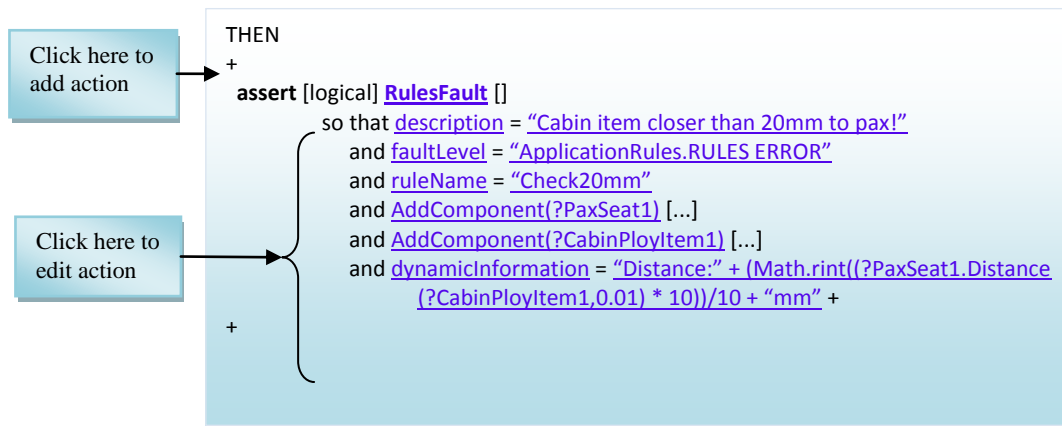 Click here to
add action
THEN
+
assert [logical] RulesFault []
so that description = “Cabin item closer than 20mm to pax!”
and faultLevel = “ApplicationRules.RULES ERROR”
and ruleName = “Check20mm”
and AddComponent(?PaxSeat1) [...]
and AddComponent(?CabinPloyItem1) [...]
and dynamicInformation = “Distance:” + (Math.rint((?PaxSeat1.Distance
(?CabinPloyItem1,0.01) * 10))/10 + “mm” +
+
Click here to
edit action